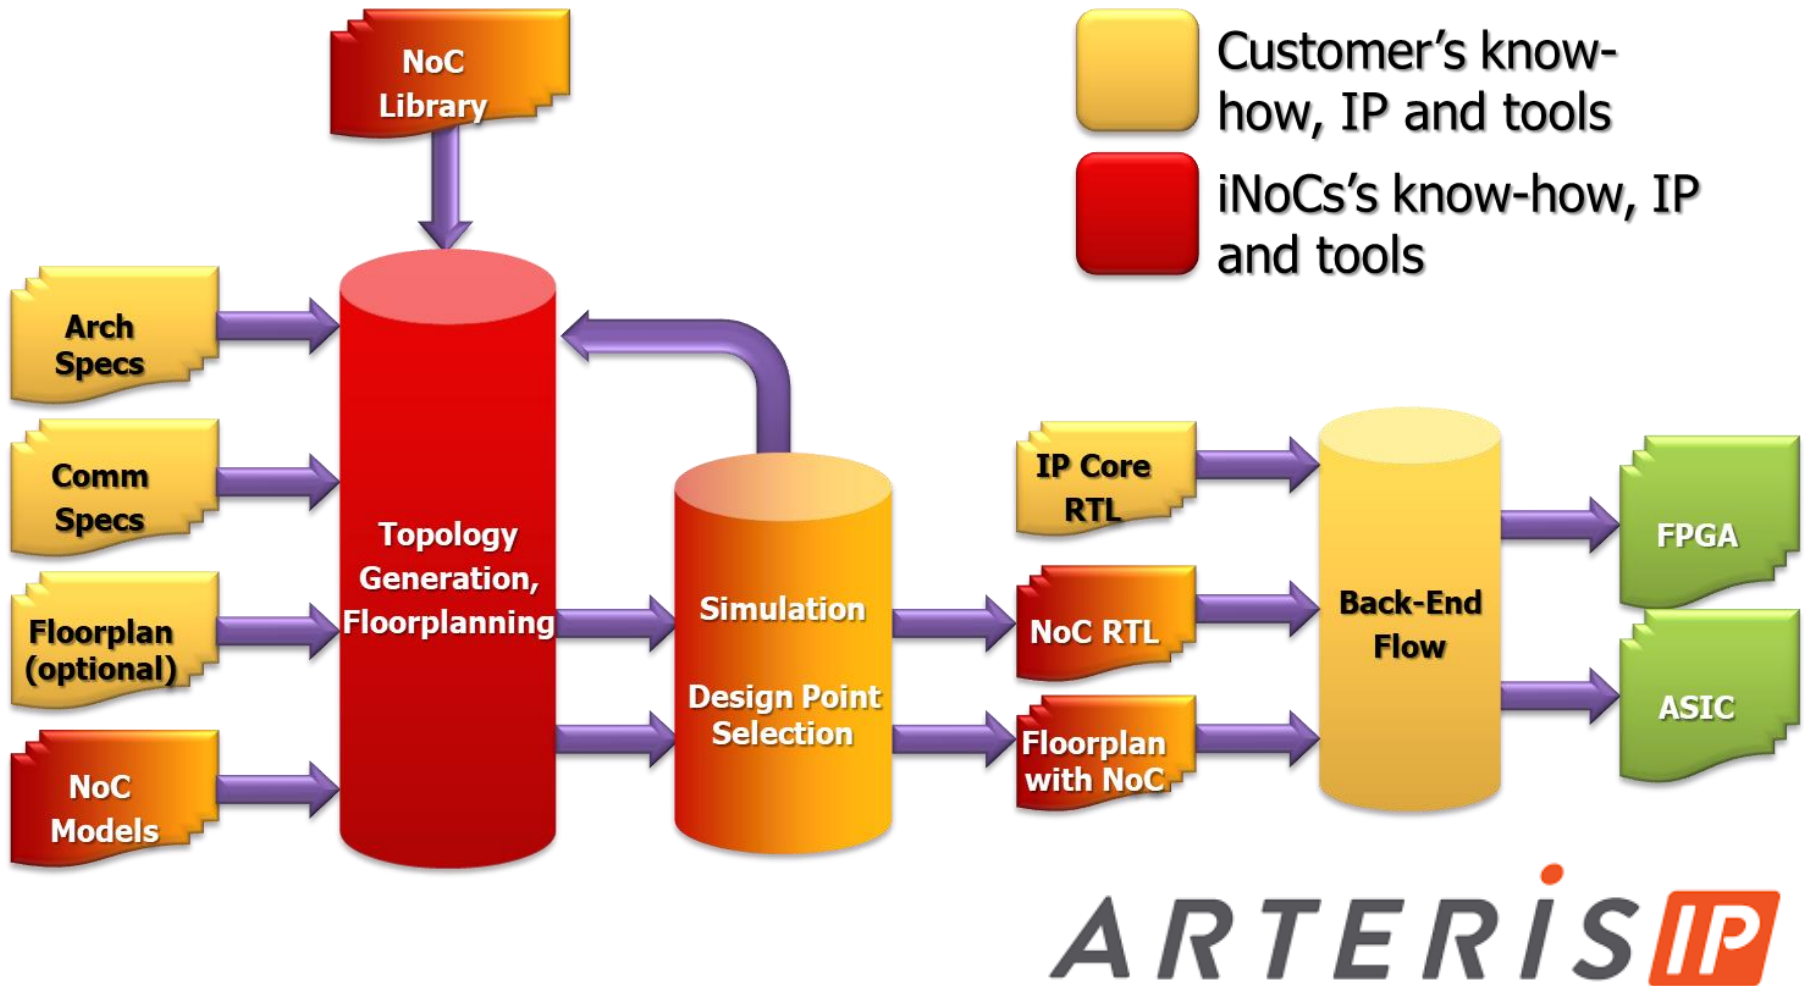 NoC
Library
Customer's know-
how, IP and tools
iNoCs's know-how, IP
and tools
Arch
Specs
Comm
Specs
Floorplan
(optional)
NoC
Models
Topology
Generation,
Floorplanning
Simulation
Design Point
Selection
IP Core
RTL
NoC RTL
Floorplan
with NoC
Back-End
Flow
FPGA
ASIC
ARTERIS IP